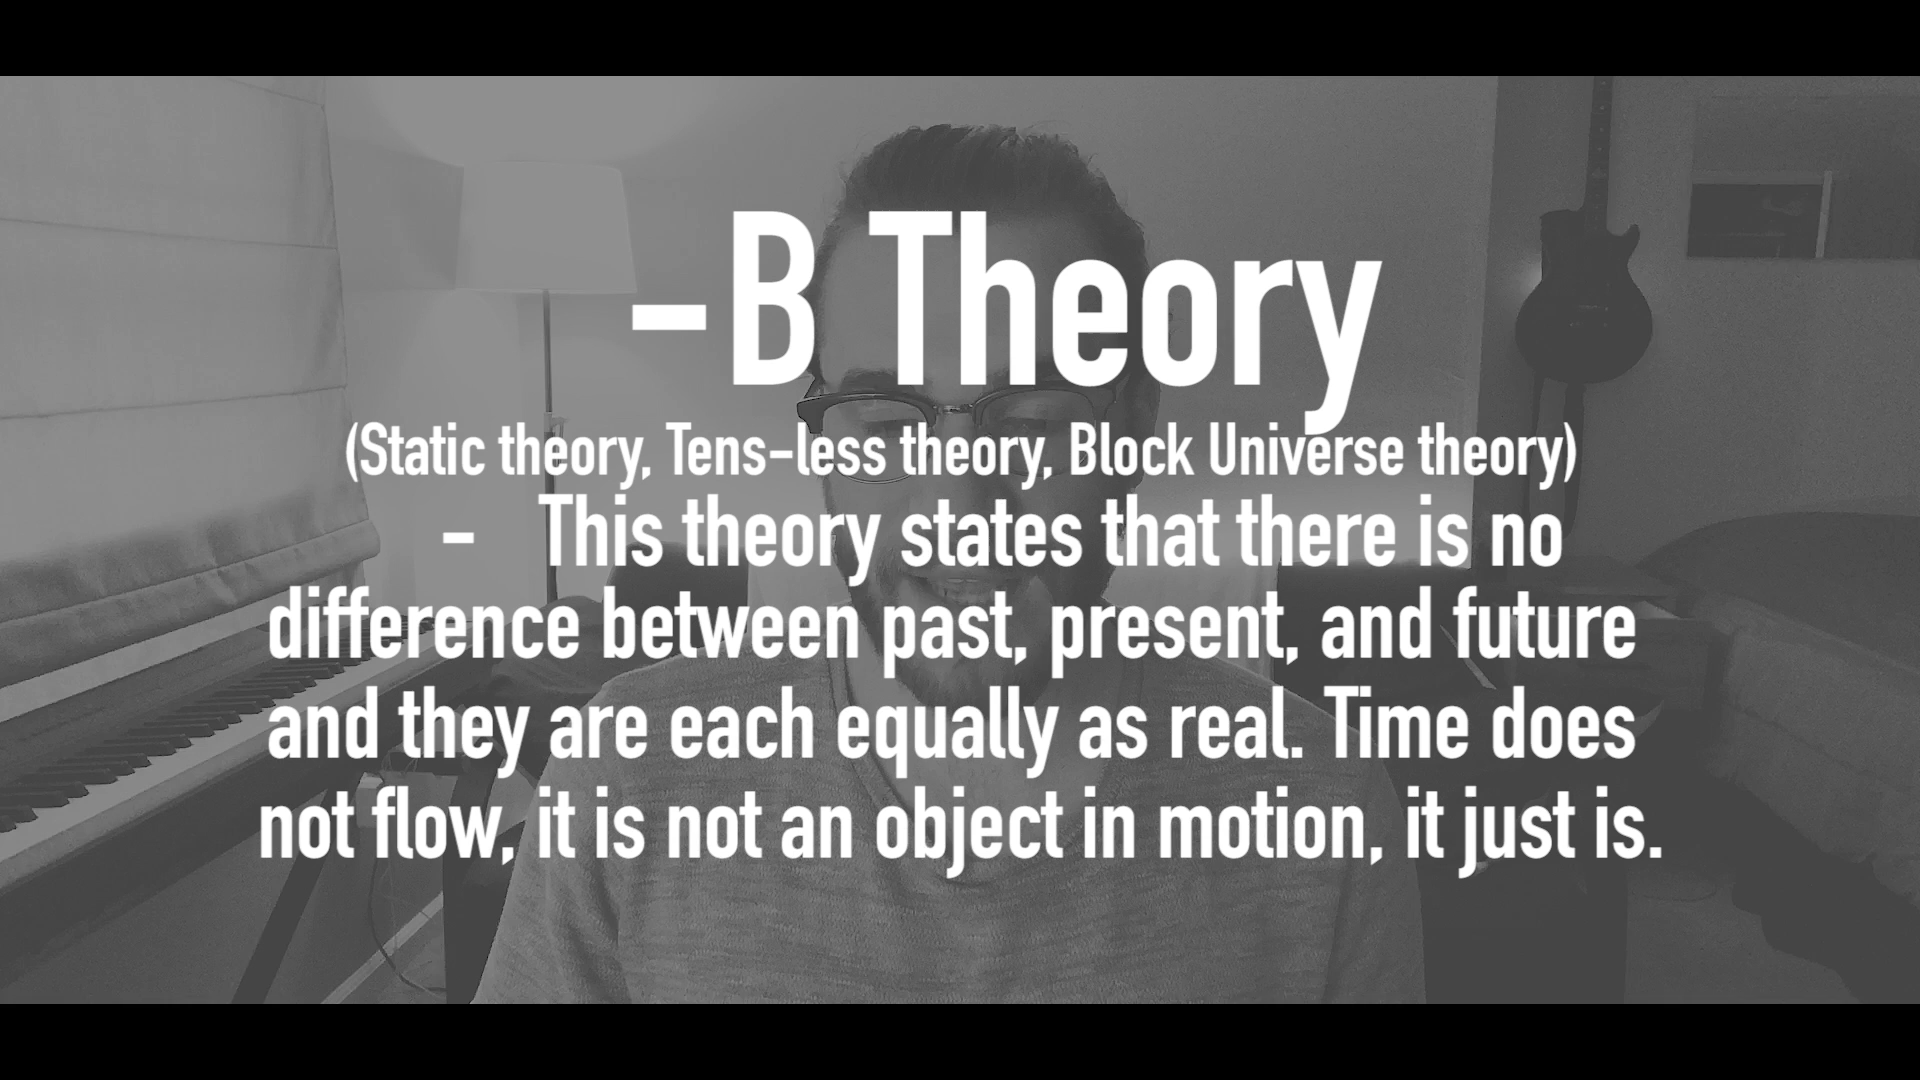 -B Theory
(Static theory, Tens-less theory, Block Universe theory)
- This theory states that there is no
difference between past, present, and future
and they are each equally as real. Time does
not flow, it is not an object in motion, it just is.